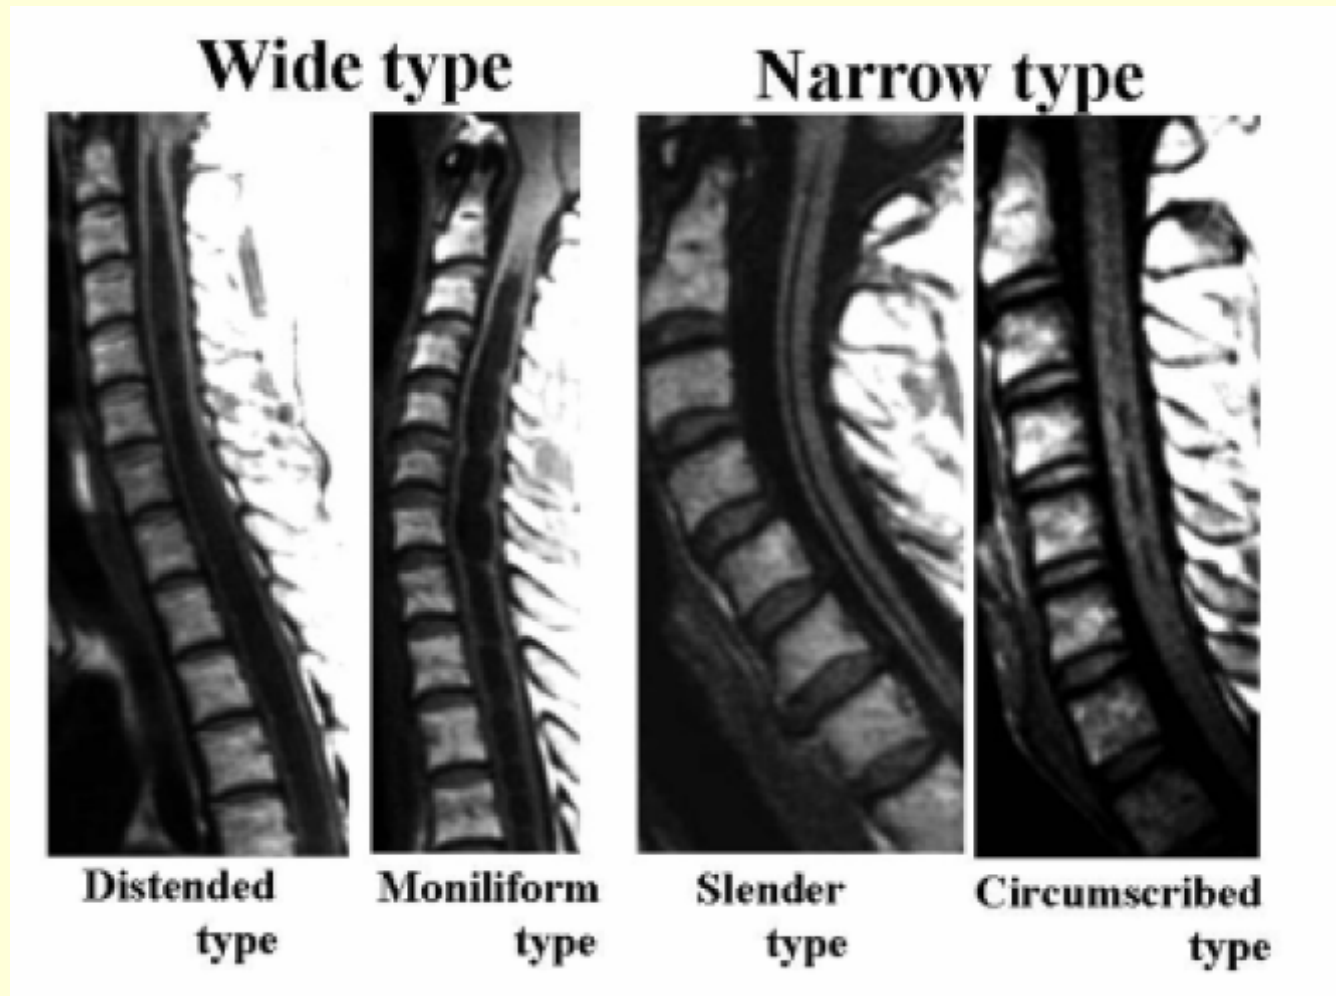 Wide type
Narrow type
Distended
type
Moniliform
type
Slender
type
Circumscribed
type